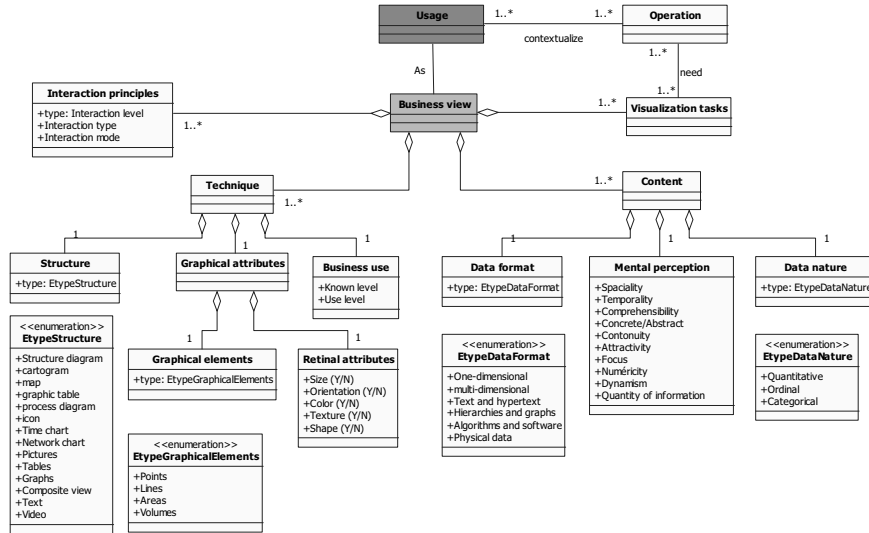 Usage
1..*
1..*
Operation
contextualize
1..*
As
need
1..*
Interaction principles
+type: Interaction level
+Interaction type
+Interaction mode
1..*
Business view
1..*
Visualization tasks
Technique
1..*
1..*
Content
1
1
1
1
1
1
Structure
+type: EtypeStructure
Graphical attributes
Business use
+Known level
+Use level
Data format
+type: EtypeDataFormat
Mental perception
+Spaciality
+Temporality
+Comprehensibility
+Concrete/Abstract
+Contonuity
+Attractivity
+Focus
+Numéricity
+Dynamism
+Quantity of information
Data nature
+type: EtypeDataNature
<<enumeration>>
EtypeStructure
+Structure diagram
+cartogram
+map
+graphic table
+process diagram
+icon
+Time chart
+Network chart
+Pictures
+Tables
+Graphs
+Composite view
+Text
+Video
1
1
Graphical elements
+type: EtypeGraphicalElements
Retinal attributes
+Size (Y/N)
+Orientation (Y/N)
+Color (Y/N)
+Texture (Y/N)
+Shape (Y/N)
<<enumeration>>
EtypeDataFormat
+One-dimensional
+multi-dimensional
+Text and hypertext
+Hierarchies and graphs
+Algorithms and software
+Physical data
<<enumeration>>
EtypeDataNature
+Quantitative
+Ordinal
+Categorical
<<enumeration>>
EtypeGraphicalElements
+Points
+Lines
+Areas
+Volumes